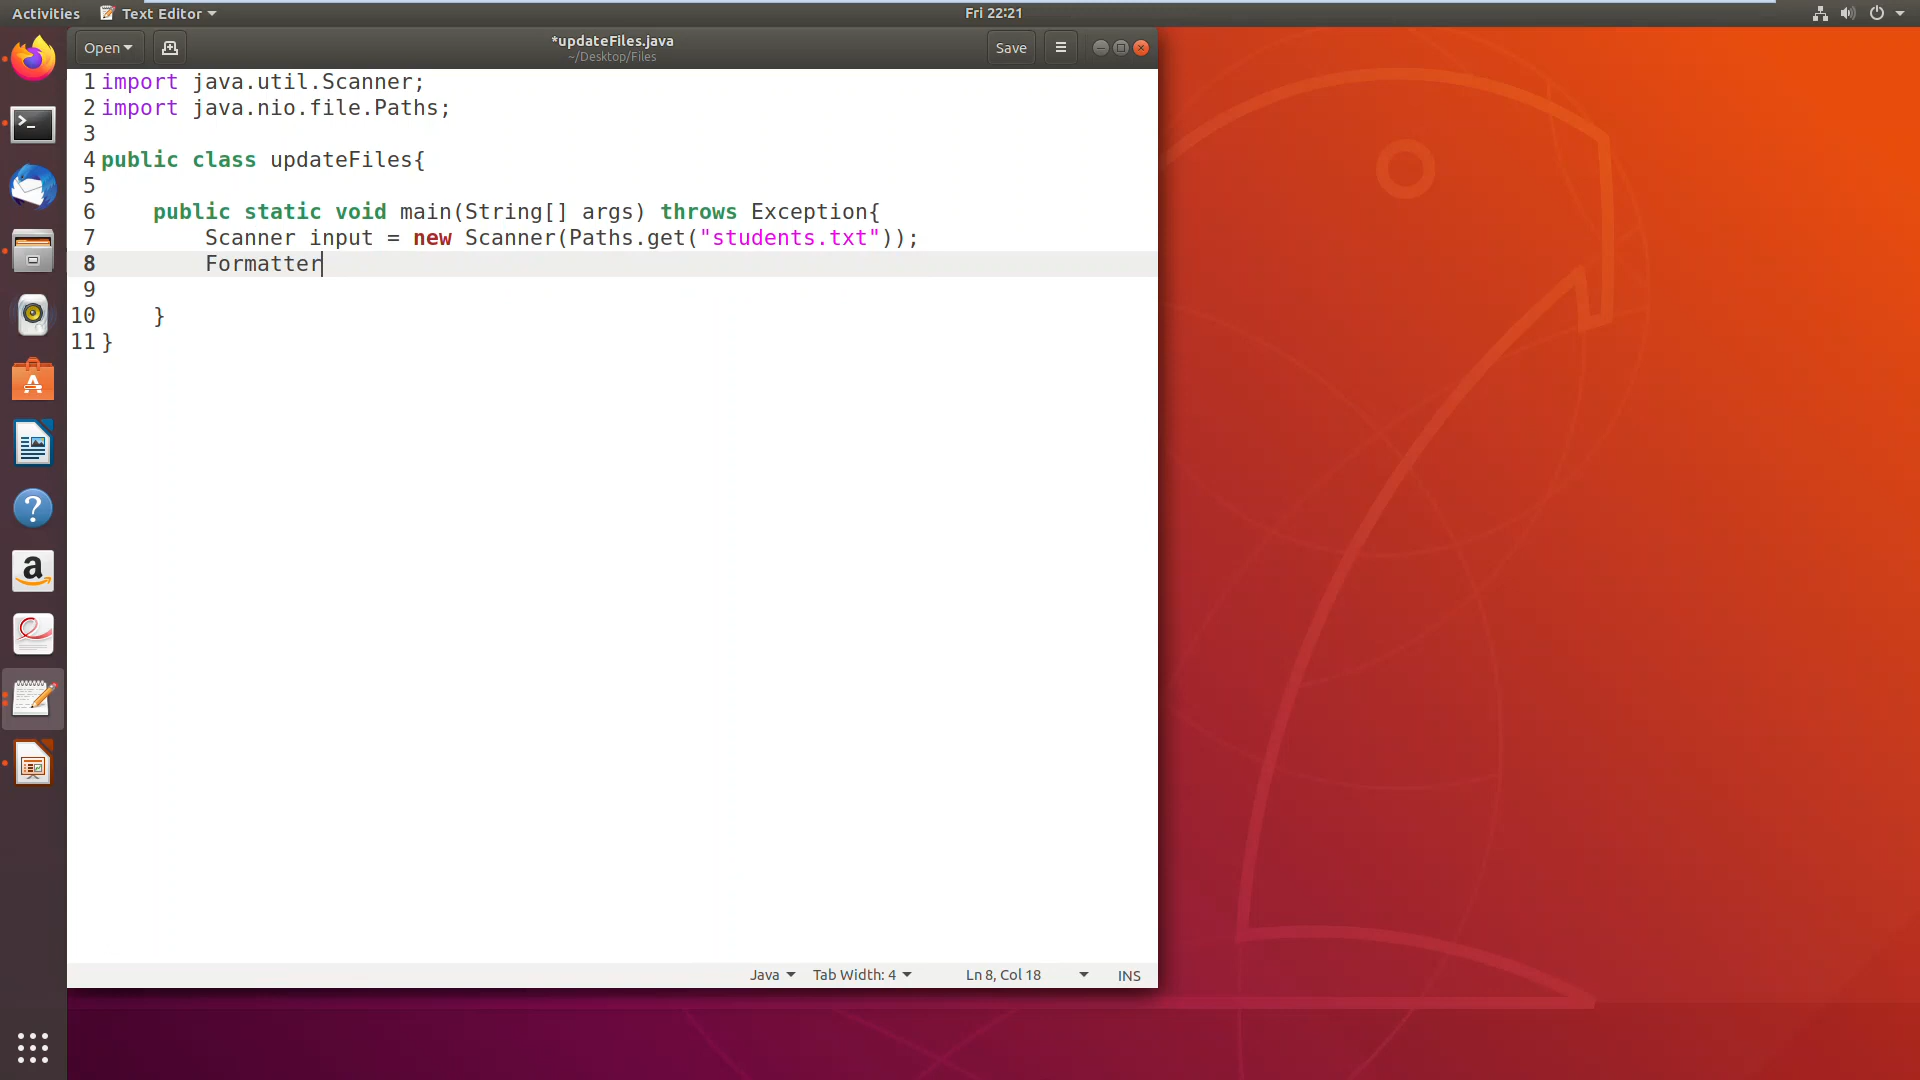 Activities Text Editor Fri 22:21
Open *updateFiles.java Save
~/Desktop/Files
1 import java.util.Scanner;
2 import java.nio.file.Paths;
3
4 public class updateFiles{
5
6 public static void main(String[] args) throws Exception{
7 Scanner input = new Scanner(Paths.get("students.txt"));
8 Formatter
9
10 }
11 }
Java Tab Width: 4 Ln 8, Col 18 INS